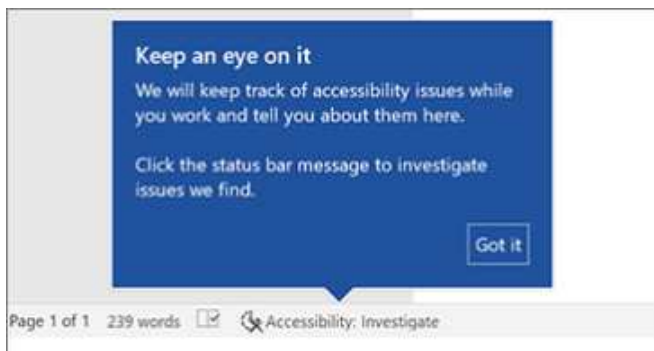 Keep an eye on it
We will keep track of accessibility issues while
you work and tell you about them here.
Click the status bar message to investigate
issues we find.
Got it
Page 1 of 1 239 words Accessibility: Investigate